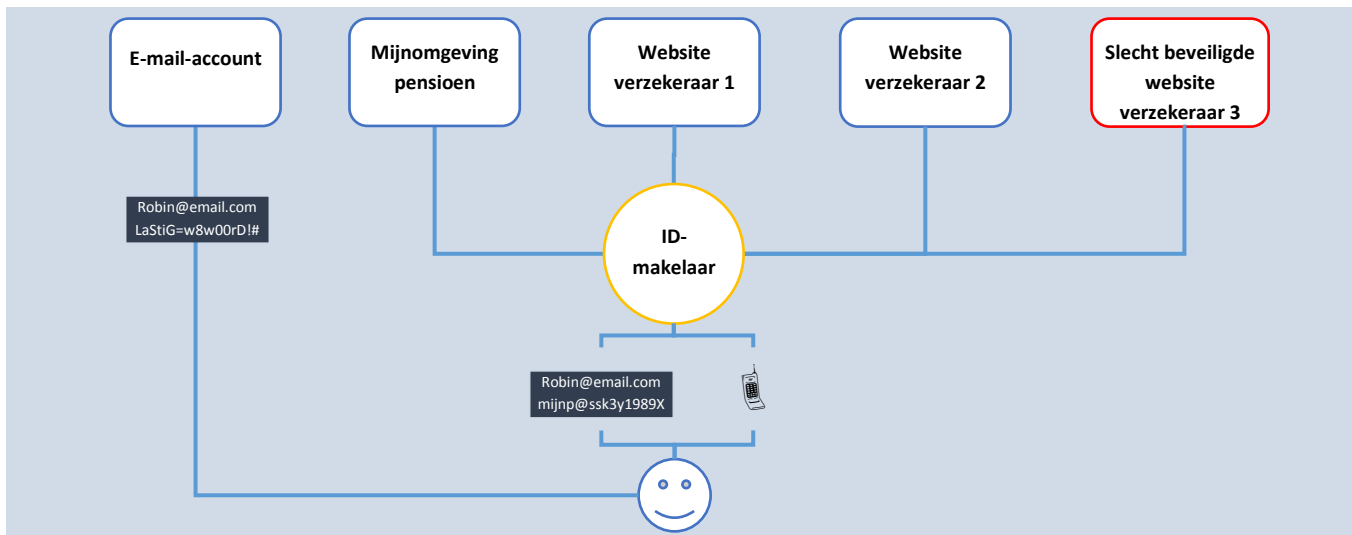 E-mail-account
Mijnomgeving
pensioen
Website
verzekeraar 1
Website
verzekeraar 2
Slecht beveiligde
website
verzekeraar 3
Robin@email.com
LaStiG=w8w00rD!#
ID-
makelaar
Robin@email.com
mijnp@ssk3y1989X